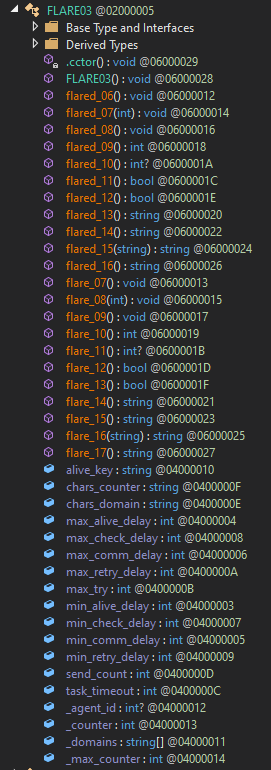 FLARE03 @02000005
Base Type and Interfaces
Derived Types
.cctor() : void @06000029
FLARE03() : void @06000028
flared_06() : void @06000012
flared_07(int) : void @06000014
flared_08() : void @06000016
flared_09() : int @06000018
flared_10() : int? @0600001A
flared_11() : bool @0600001C
flared_12() : bool @0600001E
flared_13() : string @06000020
flared_14() : string @06000022
flared_15(string) : string @06000024
flared_16() : string @06000026
flare_07() : void @06000013
flare_08(int) : void @06000015
flare_09() : void @06000017
flare_10() : int @06000019
flare_11() : int? @0600001B
flare_12() : bool @0600001D
flare_13() : bool @0600001F
flare_14() : string @06000021
flare_15() : string @06000023
flare_16(string) : string @06000025
flare_17() : string @06000027
alive_key : string @04000010
chars_counter : string @0400000F
chars_domain : string @0400000E
max_alive_delay : int @04000004
max_check_delay : int @04000008
max_comm_delay : int @04000006
max_retry_delay : int @0400000A
max_try : int @0400000B
min_alive_delay : int @04000003
min_check_delay : int @04000007
min_comm_delay : int @04000005
min_retry_delay : int @04000009
send_count : int @0400000D
task_timeout : int @0400000C
_agent_id : int? @04000012
_counter : int @04000013
_domains : string[] @04000011
_max_counter : int @04000014